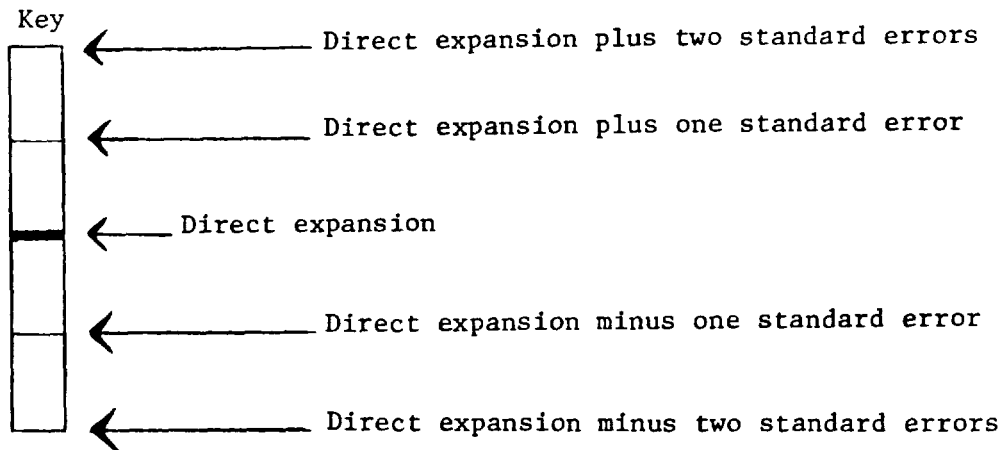 Key
Direct expansion plus two standard errors
Direct expansion plus one standard error
Direct expansion
Direct expansion minus one standard error
Direct expansion minus two standard errors